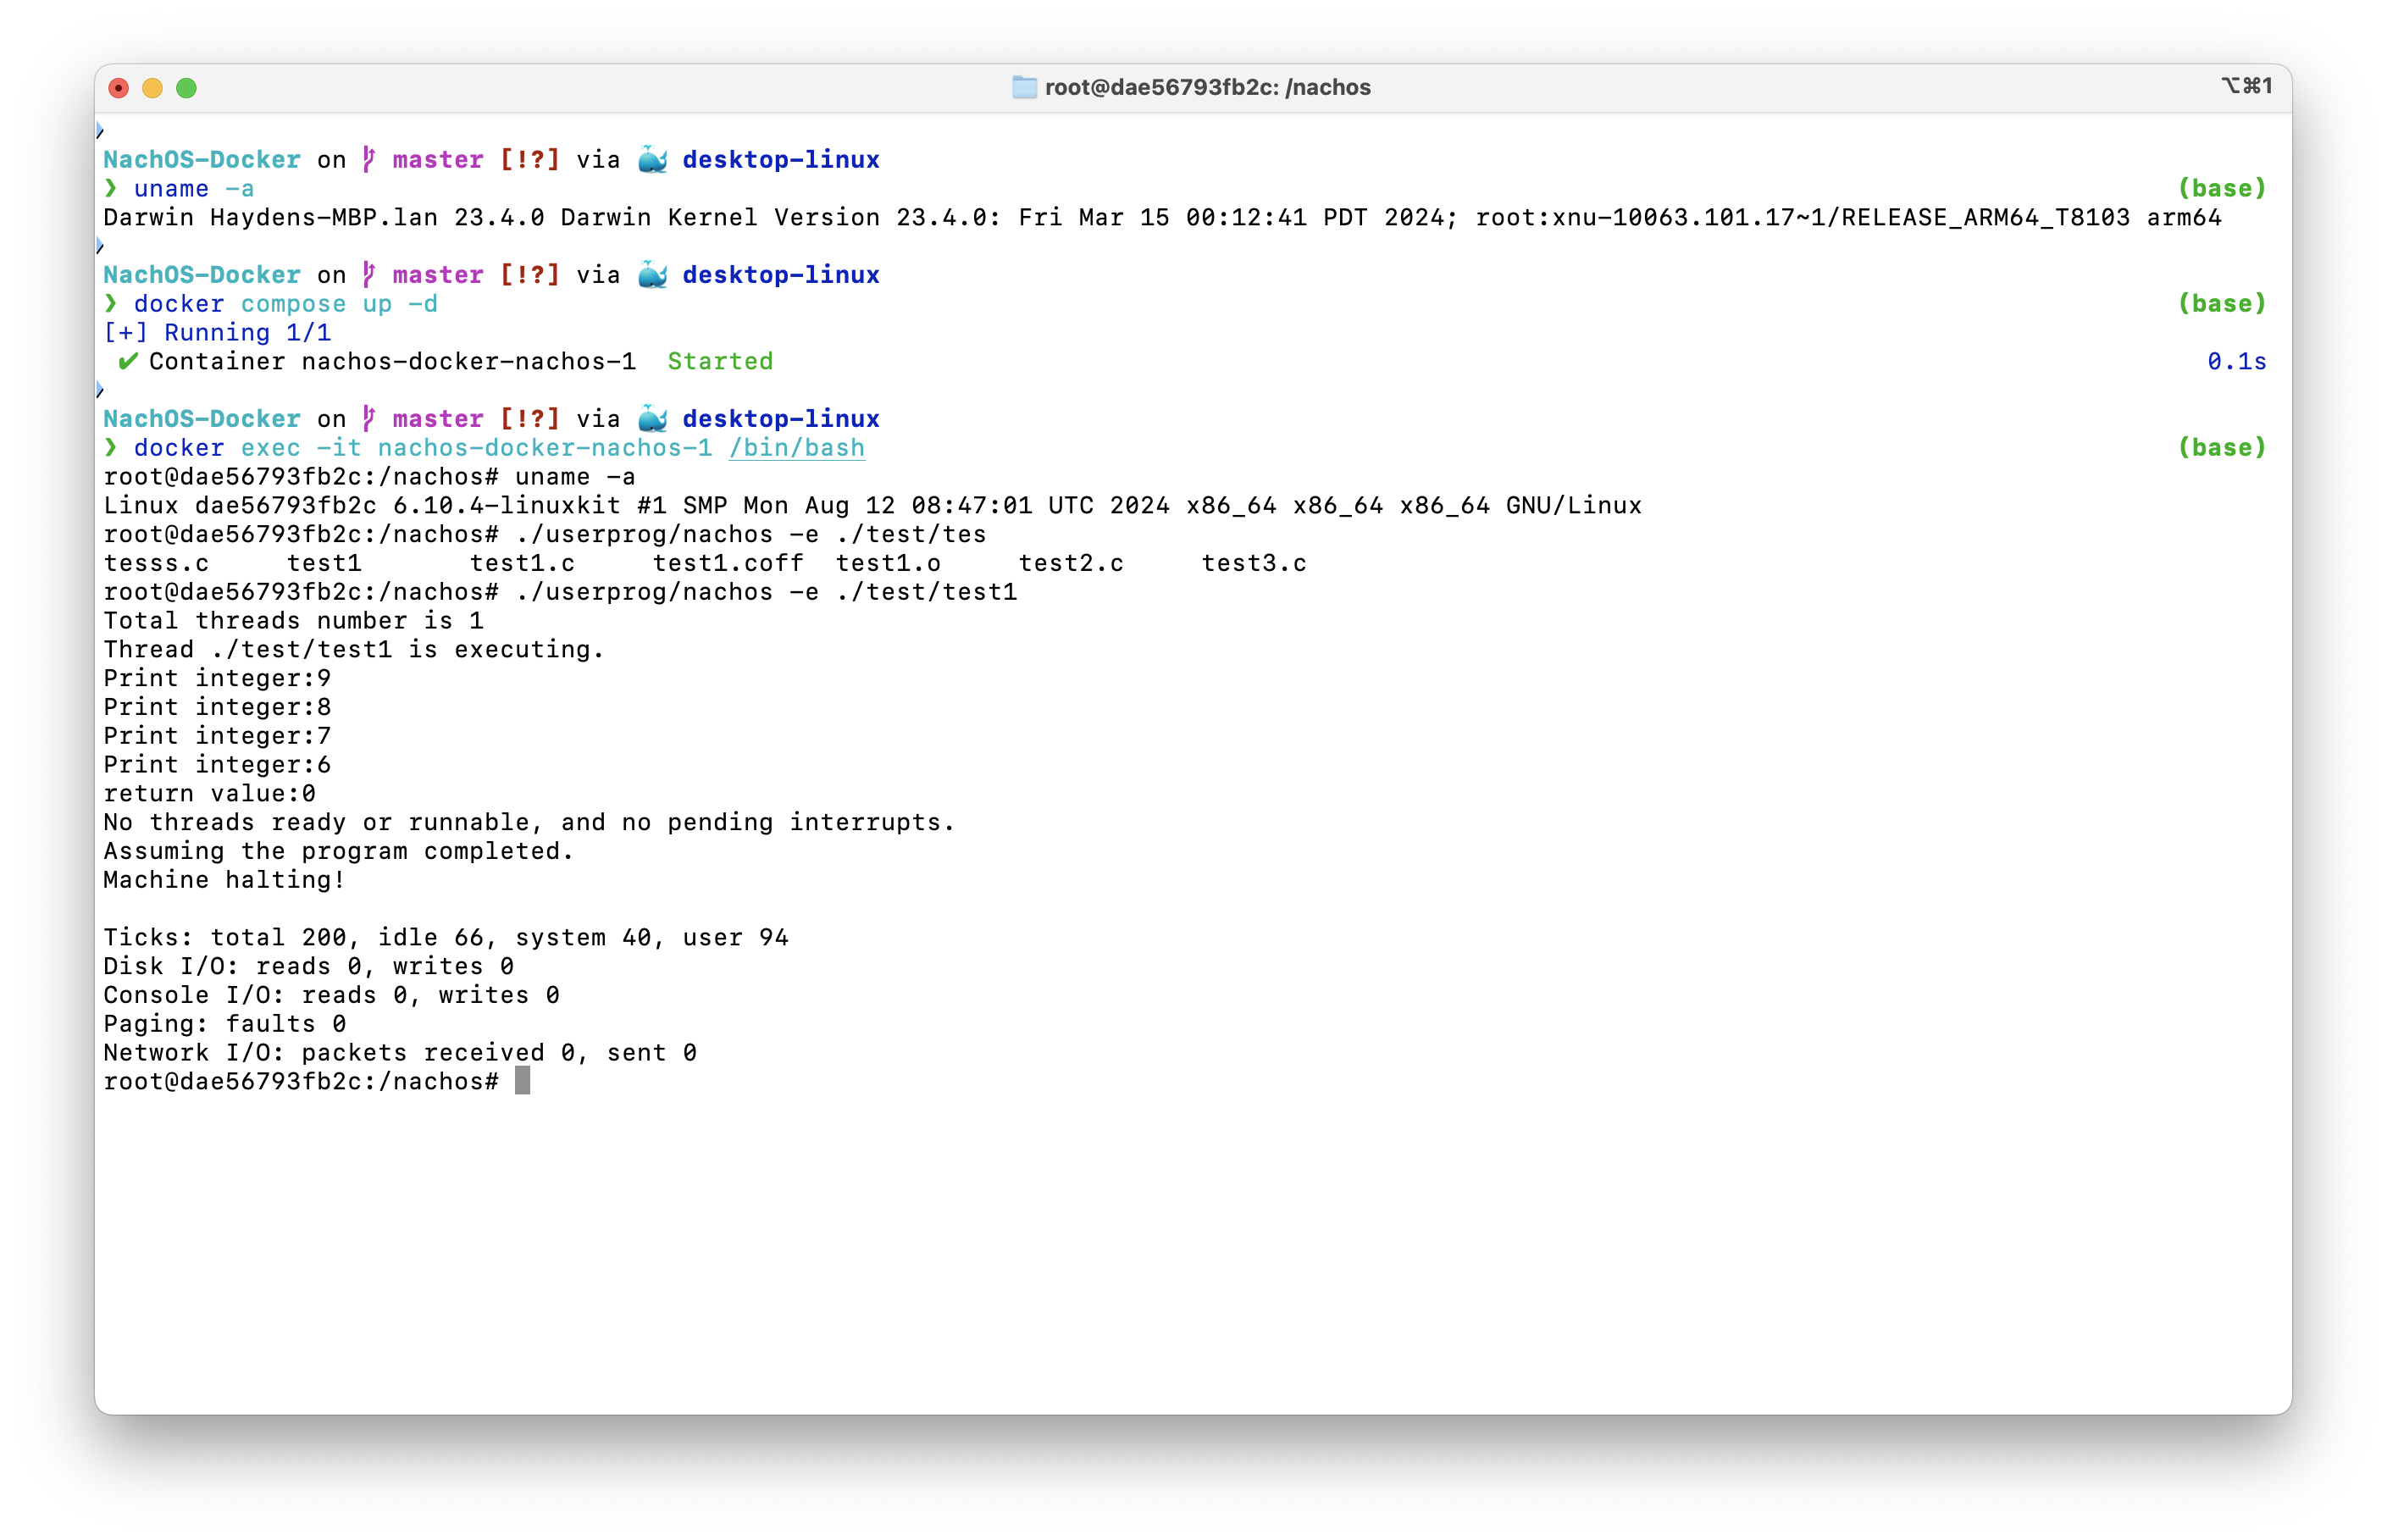 root@dae56793fb2c: /nachos ⌥⌘1
NachOS-Docker on master [!?] via 🐳 desktop-linux
❯ uname -a (base)
Darwin Haydens-MBP.lan 23.4.0 Darwin Kernel Version 23.4.0: Fri Mar 15 00:12:41 PDT 2024; root:xnu-10063.101.17~1/RELEASE_ARM64_T8103 arm64
NachOS-Docker on master [!?] via 🐳 desktop-linux
❯ docker compose up -d (base)
[+] Running 1/1
✔ Container nachos-docker-nachos-1 Started 0.1s
NachOS-Docker on master [!?] via 🐳 desktop-linux
❯ docker exec -it nachos-docker-nachos-1 /bin/bash (base)
root@dae56793fb2c:/nachos# uname -a
Linux dae56793fb2c 6.10.4-linuxkit #1 SMP Mon Aug 12 08:47:01 UTC 2024 x86_64 x86_64 x86_64 GNU/Linux
root@dae56793fb2c:/nachos# ./userprog/nachos -e ./test/tes
tesss.c test1 test1.c test1.coff test1.o test2.c test3.c
root@dae56793fb2c:/nachos# ./userprog/nachos -e ./test/test1
Total threads number is 1
Thread ./test/test1 is executing.
Print integer:9
Print integer:8
Print integer:7
Print integer:6
return value:0
No threads ready or runnable, and no pending interrupts.
Assuming the program completed.
Machine halting!
Ticks: total 200, idle 66, system 40, user 94
Disk I/O: reads 0, writes 0
Console I/O: reads 0, writes 0
Paging: faults 0
Network I/O: packets received 0, sent 0
root@dae56793fb2c:/nachos#